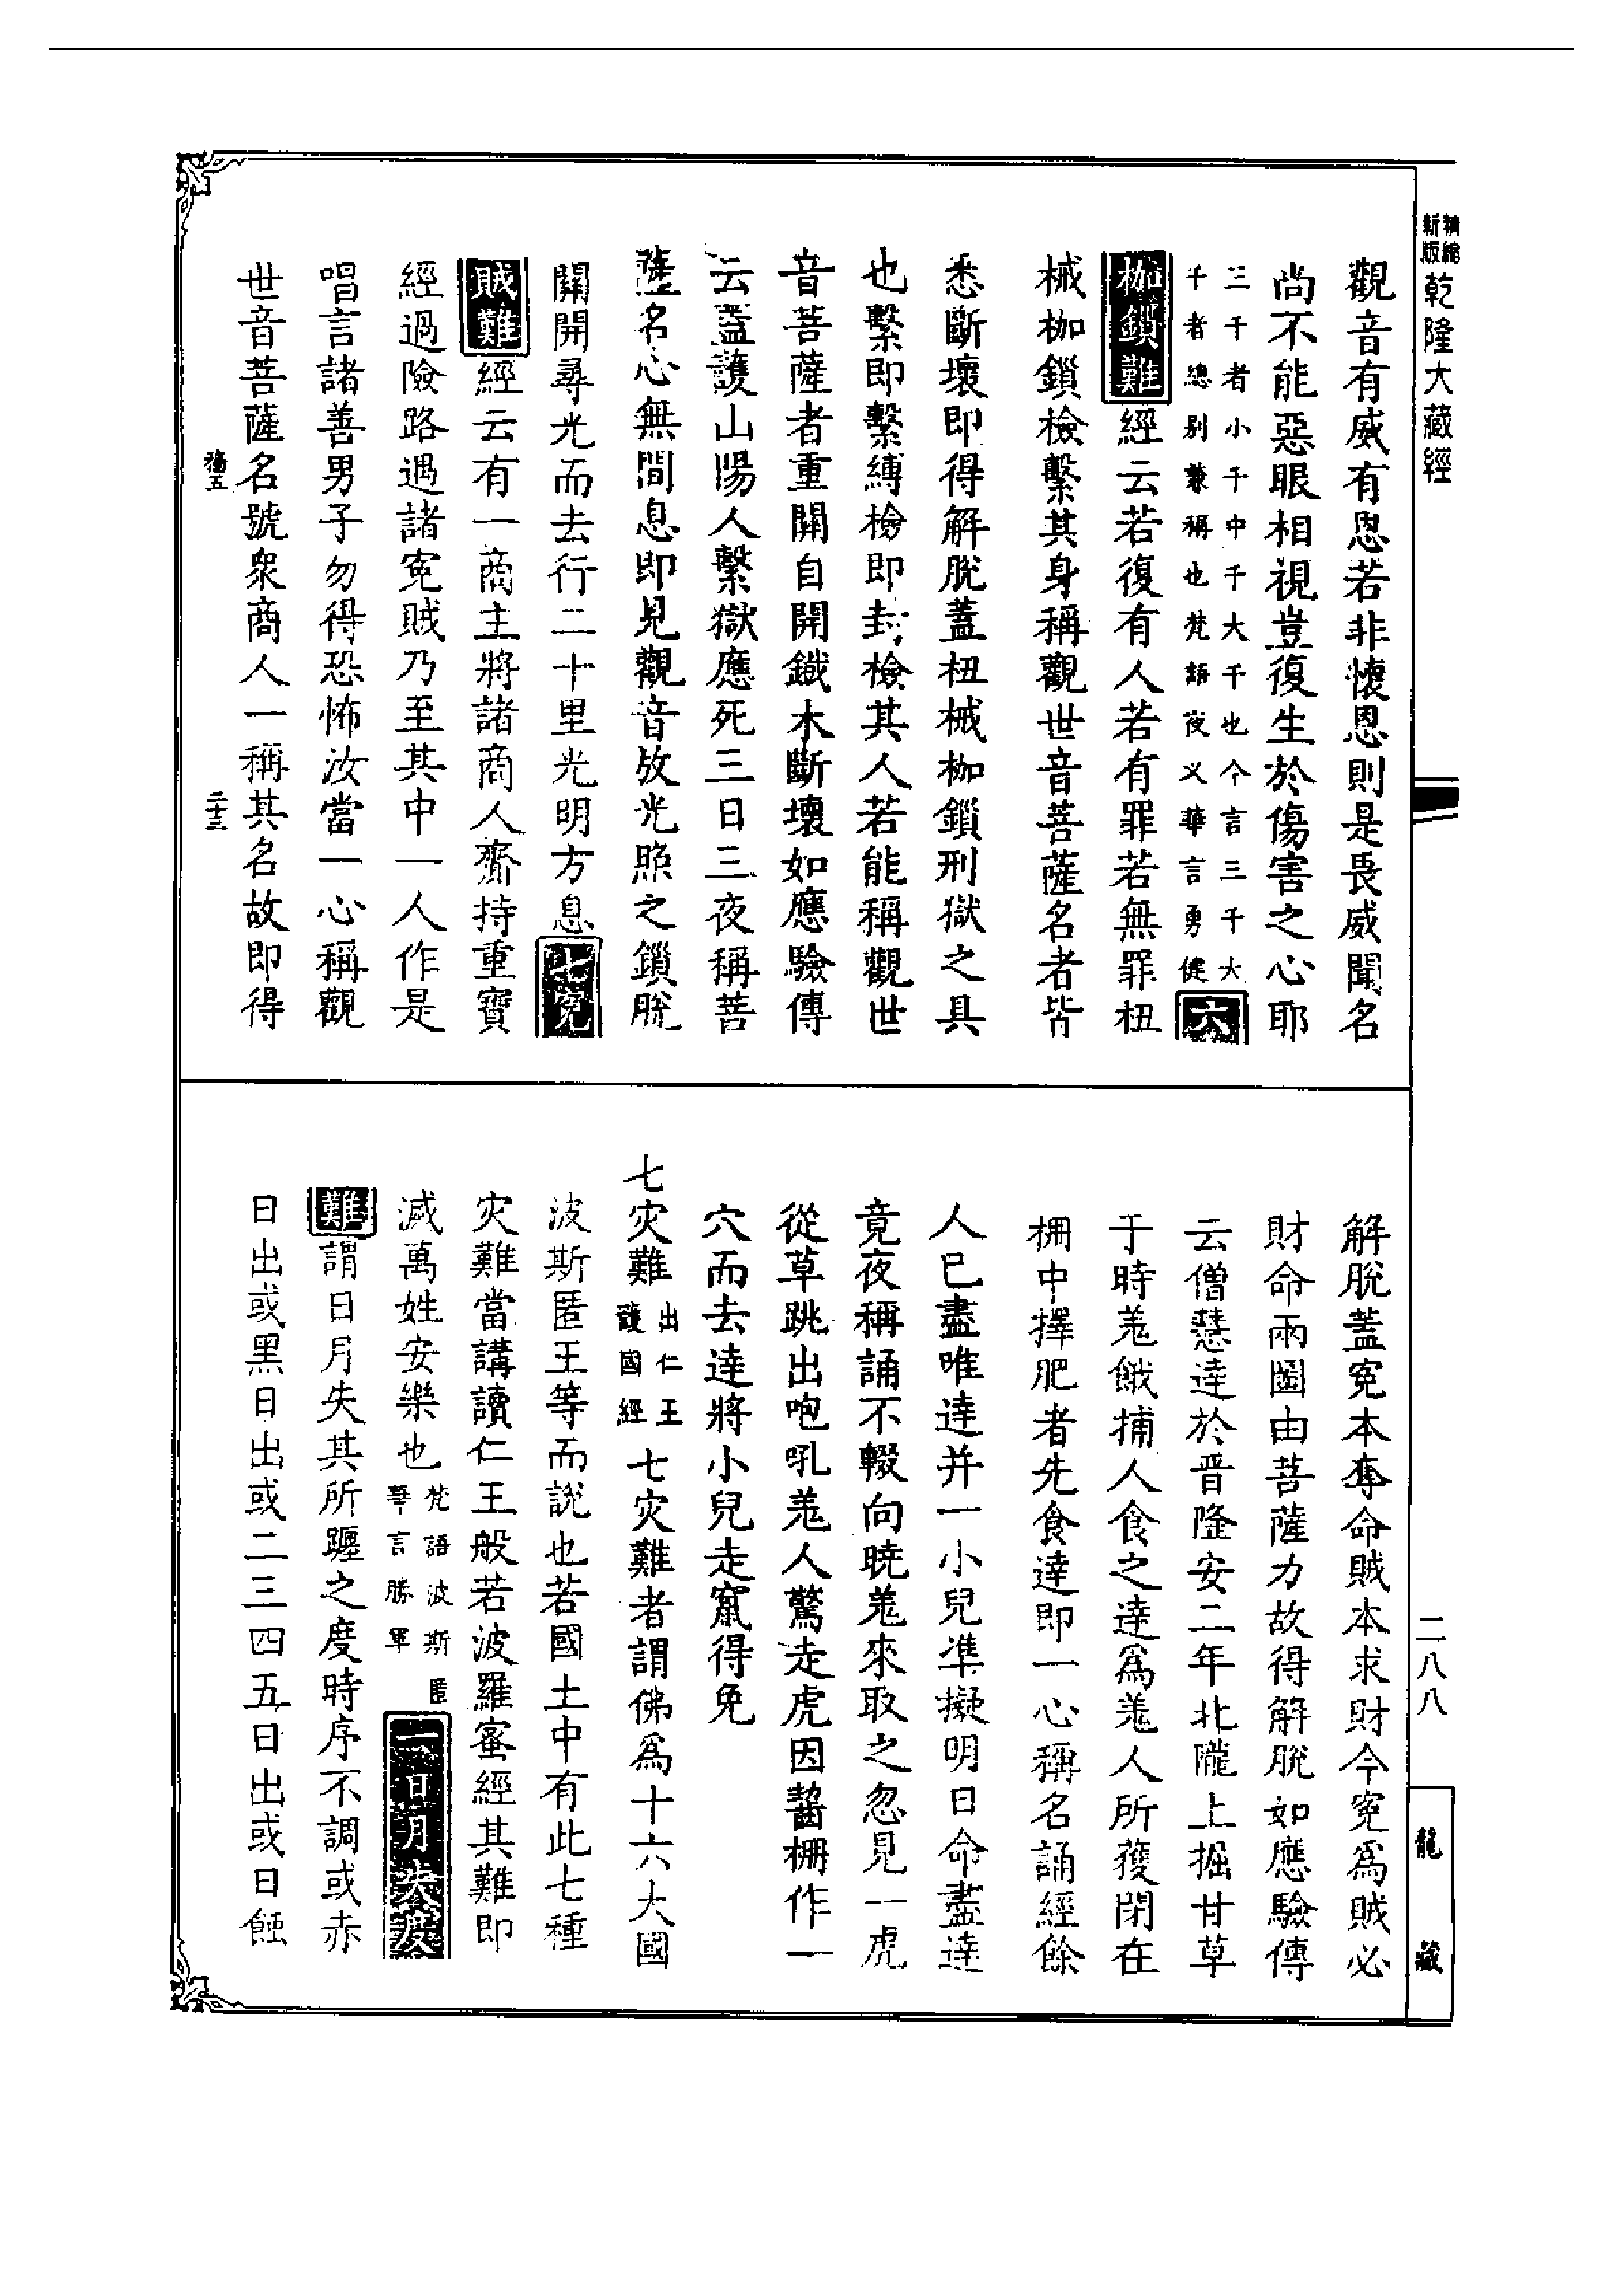 精縮新版乾隆大藏經
觀音有威有恩若非懷恩則是畏威聞名
尚不能惡眼相視豈復生於傷害之心耶
三千者小千中千大千也今言三千大
千者總別兼稱也梵語夜义華言勇健
六
枷鎖難經云若復有人若有罪若無罪杻
械枷鎖檢繫其身稱觀世音菩薩名者皆
悉斷壞即得解脫蓋杻械枷鎖刑獄之具
也繫即繫縛檢即封檢其人若能稱觀世
音菩薩者重關自開鐵木斷壞如應驗傳
云蓋護山陽人繫獄應死三日三夜稱菩
薩名心無間息即見觀音放光照之鎖脫
關開尋光而去行二十里光明方息七寃
賊難經云有一商主將諸商人齎持重寶
經過險路遇諸寃賊乃至其中一人作是
唱言諸善男子勿得恐怖汝當一心稱觀
世音菩薩名號衆商人一稱其名故即得
二十三
解脫蓋寃本奪命賊本求財今寃爲賊必
財命兩圖由菩薩力故得解脫如應驗傳
云僧慧達於晋隆安二年北隴上掘甘草
于時羗餓捕人食之達爲羗人所獲閉在
柵中擇肥者先食達即一心稱名誦經餘
人已盡唯達并一小兒凖擬明日命盡達
竟夜稱誦不輟向曉羗來取之忽見一虎
從草跳出咆吼羗人驚走虎因齧柵作一
穴而去達將小兒走竄得免
七灾難
出仁王
護國經
七灾難者謂佛爲十六大國
波斯匿王等而說也若國土中有此七種
灾難當講讀仁王般若波羅蜜經其難即
滅萬姓安樂也
梵語波斯匿
華言勝軍
一日月失度
難謂日月失其所躔之度時序不調或赤
日出或黑日出或二三四五日出或日蝕
二八八
龍藏